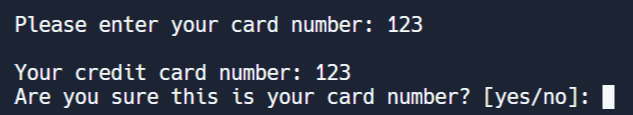 Please enter your card number: 123
Your credit card number: 123
Are you sure this is your card number? [yes/no]: